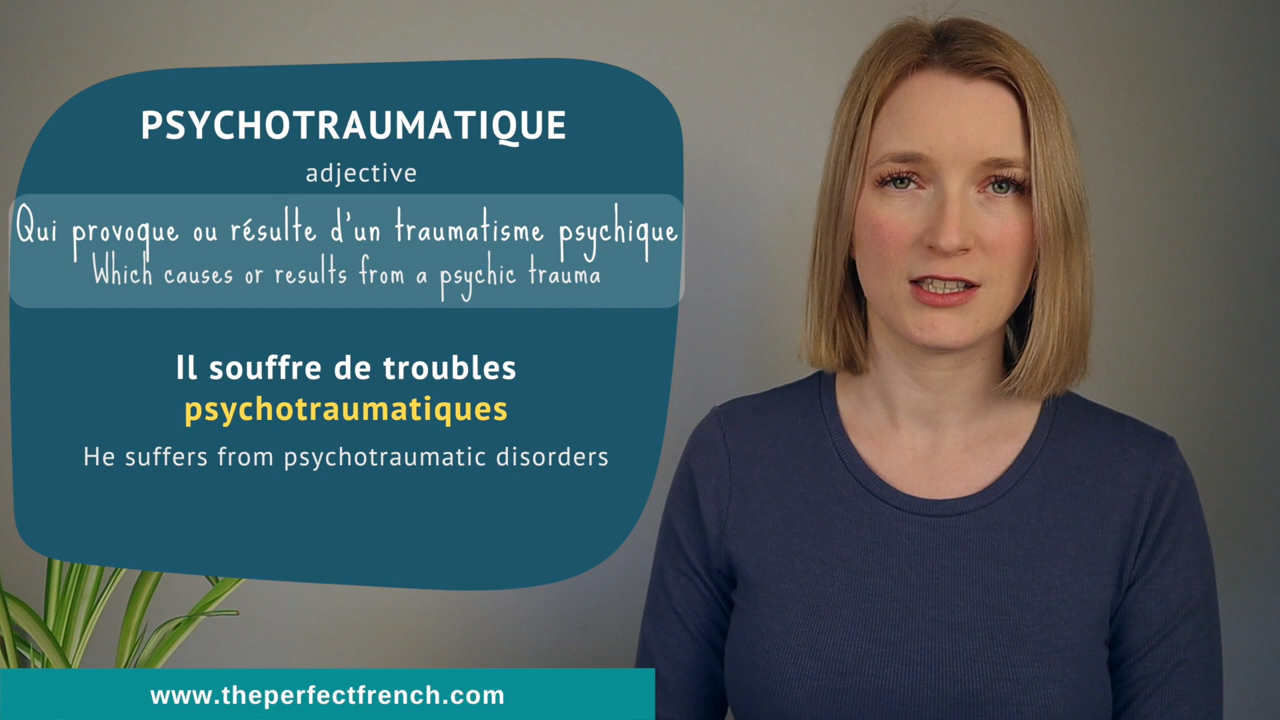 PSYCHOTRAUMATIQUE
adjective
Qui provoque ou résulte d'un traumatisme psychique
Which causes or results from a psychic trauma
Il souffre de troubles
psychotraumatiques
He suffers from psychotraumatic disorders
www.theperfectfrench.com